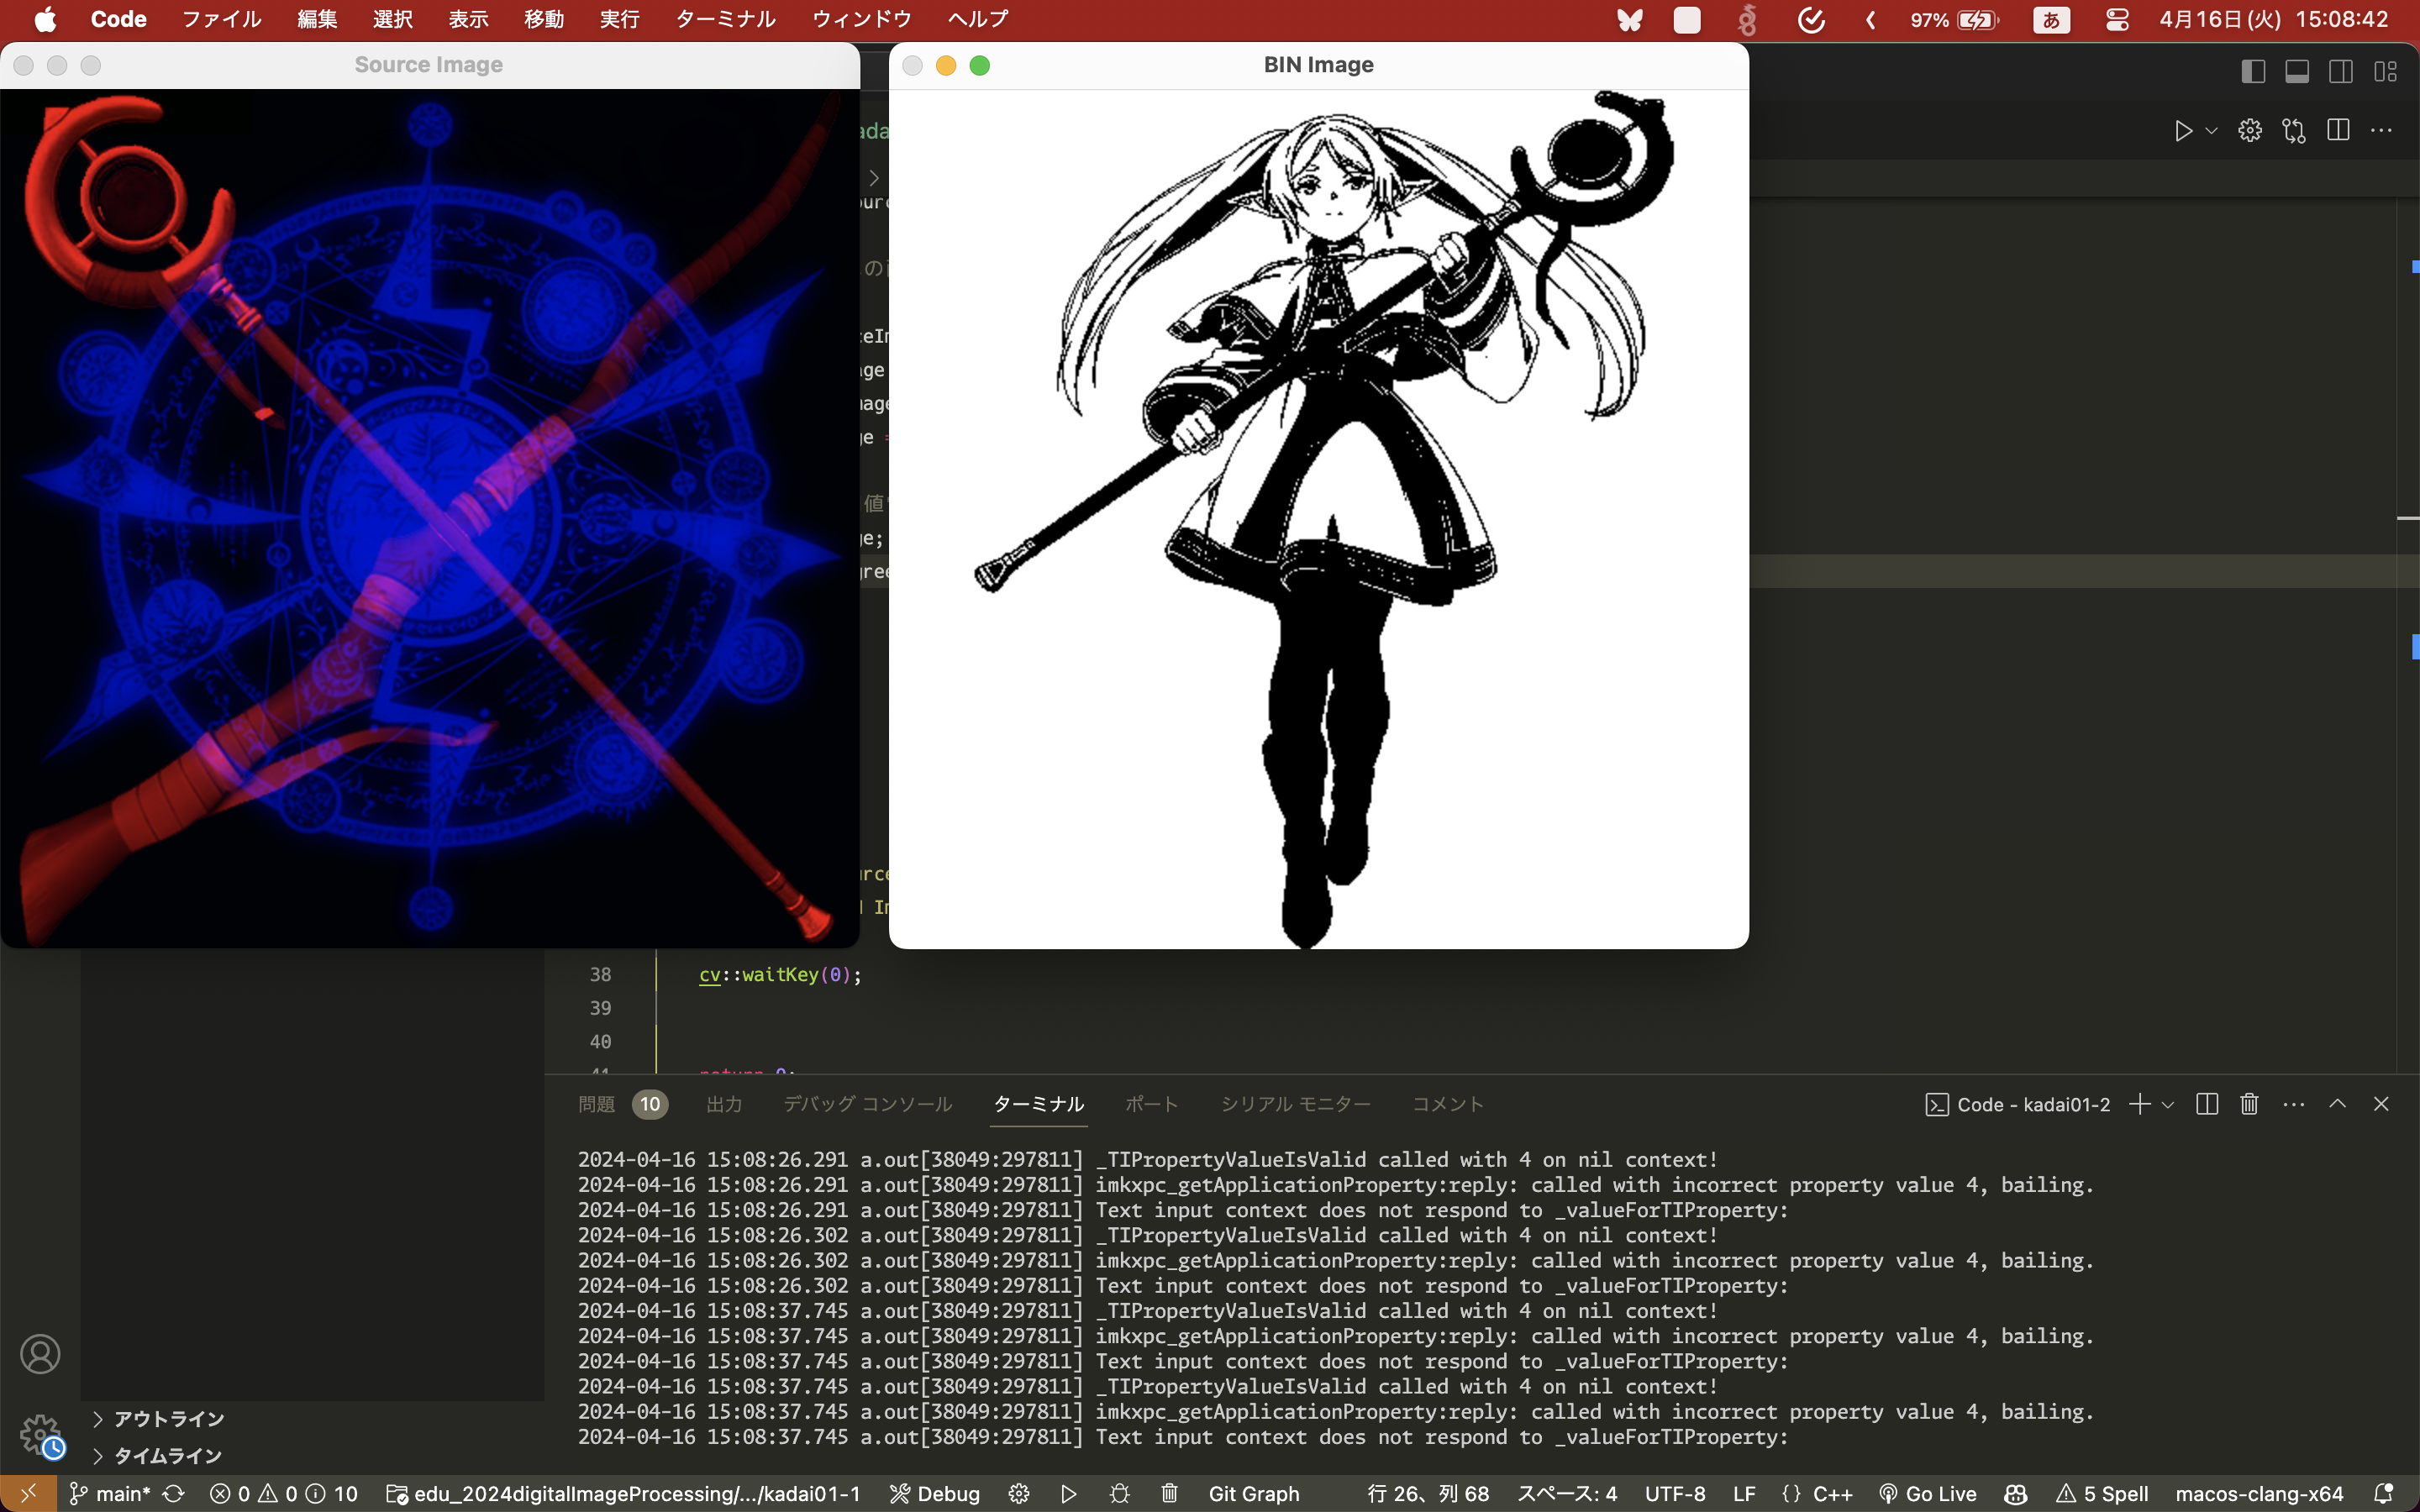 Code ファイル 編集 選択 表示 移動 実行 ターミナル ウィンドウ ヘルプ 97% あ 4月16日(火) 15:08:42
Source Image
BIN Image
ada
urc
の
ceIm
age
mage
ge =
値
ge;
gree
urce
d Im
38 cv::waitKey(0);
39
40
41 return 0;
問題 10 出力 デバッグ コンソール ターミナル ポート シリアル モニター コメント Code - kadai01-2
2024-04-16 15:08:26.291 a.out[38049:297811] _TIPropertyValueIsValid called with 4 on nil context!
2024-04-16 15:08:26.291 a.out[38049:297811] imkxpc_getApplicationProperty:reply: called with incorrect property value 4, bailing.
2024-04-16 15:08:26.291 a.out[38049:297811] Text input context does not respond to _valueForTIProperty:
2024-04-16 15:08:26.302 a.out[38049:297811] _TIPropertyValueIsValid called with 4 on nil context!
2024-04-16 15:08:26.302 a.out[38049:297811] imkxpc_getApplicationProperty:reply: called with incorrect property value 4, bailing.
2024-04-16 15:08:26.302 a.out[38049:297811] Text input context does not respond to _valueForTIProperty:
2024-04-16 15:08:37.745 a.out[38049:297811] _TIPropertyValueIsValid called with 4 on nil context!
2024-04-16 15:08:37.745 a.out[38049:297811] imkxpc_getApplicationProperty:reply: called with incorrect property value 4, bailing.
2024-04-16 15:08:37.745 a.out[38049:297811] Text input context does not respond to _valueForTIProperty:
2024-04-16 15:08:37.745 a.out[38049:297811] _TIPropertyValueIsValid called with 4 on nil context!
2024-04-16 15:08:37.745 a.out[38049:297811] imkxpc_getApplicationProperty:reply: called with incorrect property value 4, bailing.
2024-04-16 15:08:37.745 a.out[38049:297811] Text input context does not respond to _valueForTIProperty:
アウトライン
タイムライン
main* 0 0 10 edu_2024digitalImageProcessing/.../kadai01-1 Debug Git Graph 行 26、列 68 スペース: 4 UTF-8 LF {} C++ Go Live 5 Spell macos-clang-x64